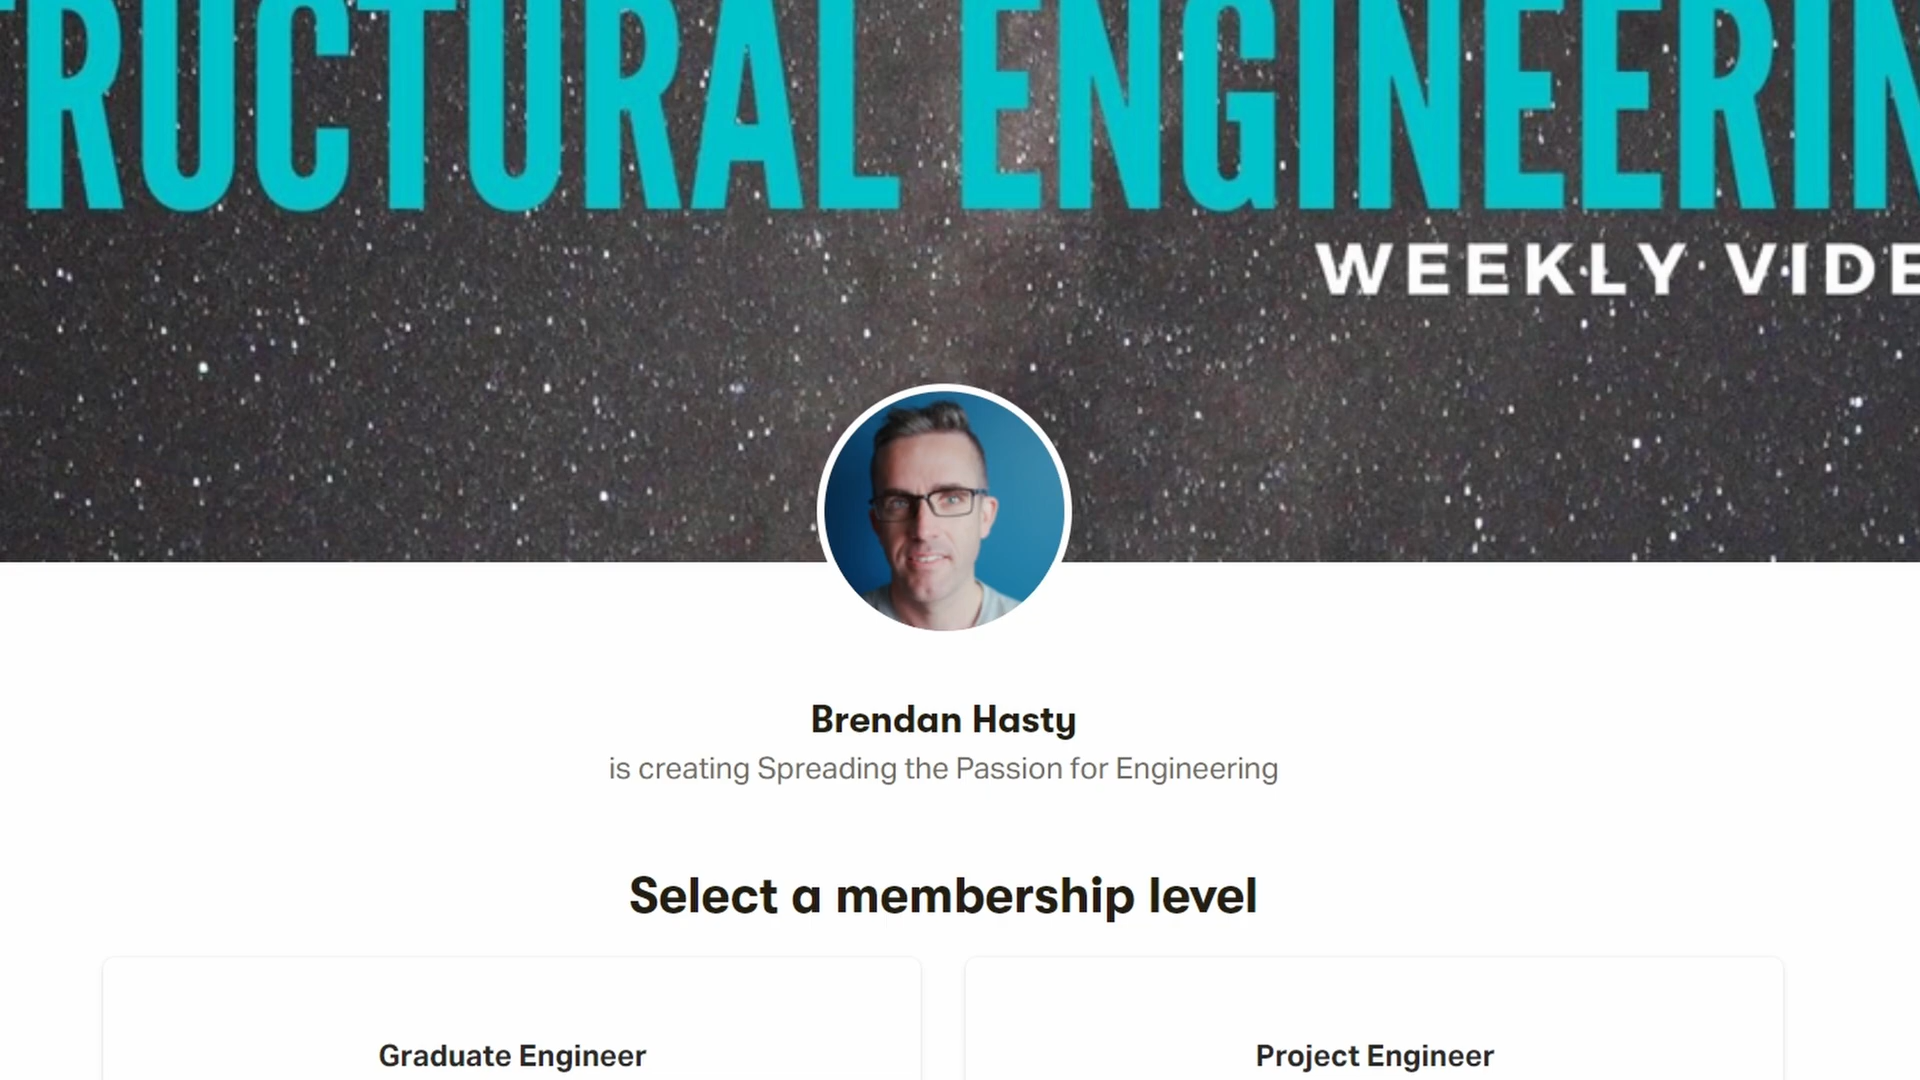 TRUCTURAL ENGINEERIN
WEEKLY VIDE
Brendan Hasty
is creating Spreading the Passion for Engineering
Select a membership level
Graduate Engineer
Project Engineer